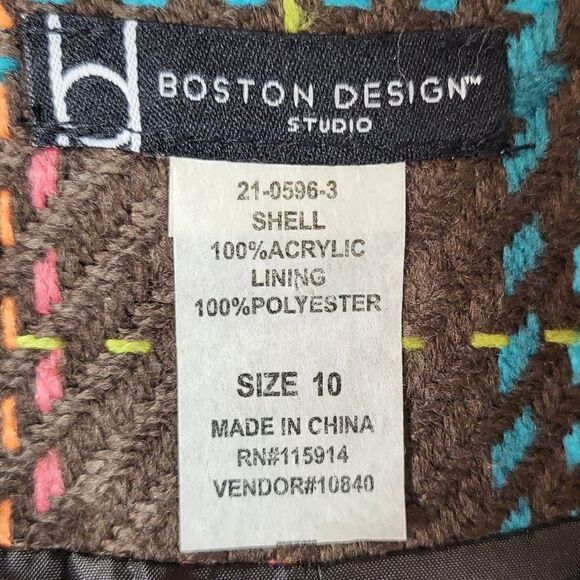 BOSTON DESIGN™
STUDIO
21-0596-3
SHELL
100%ACRYLIC
LINING
100%POLYESTER
SIZE 10
MADE IN CHINA
RN#115914
VENDOR#10840